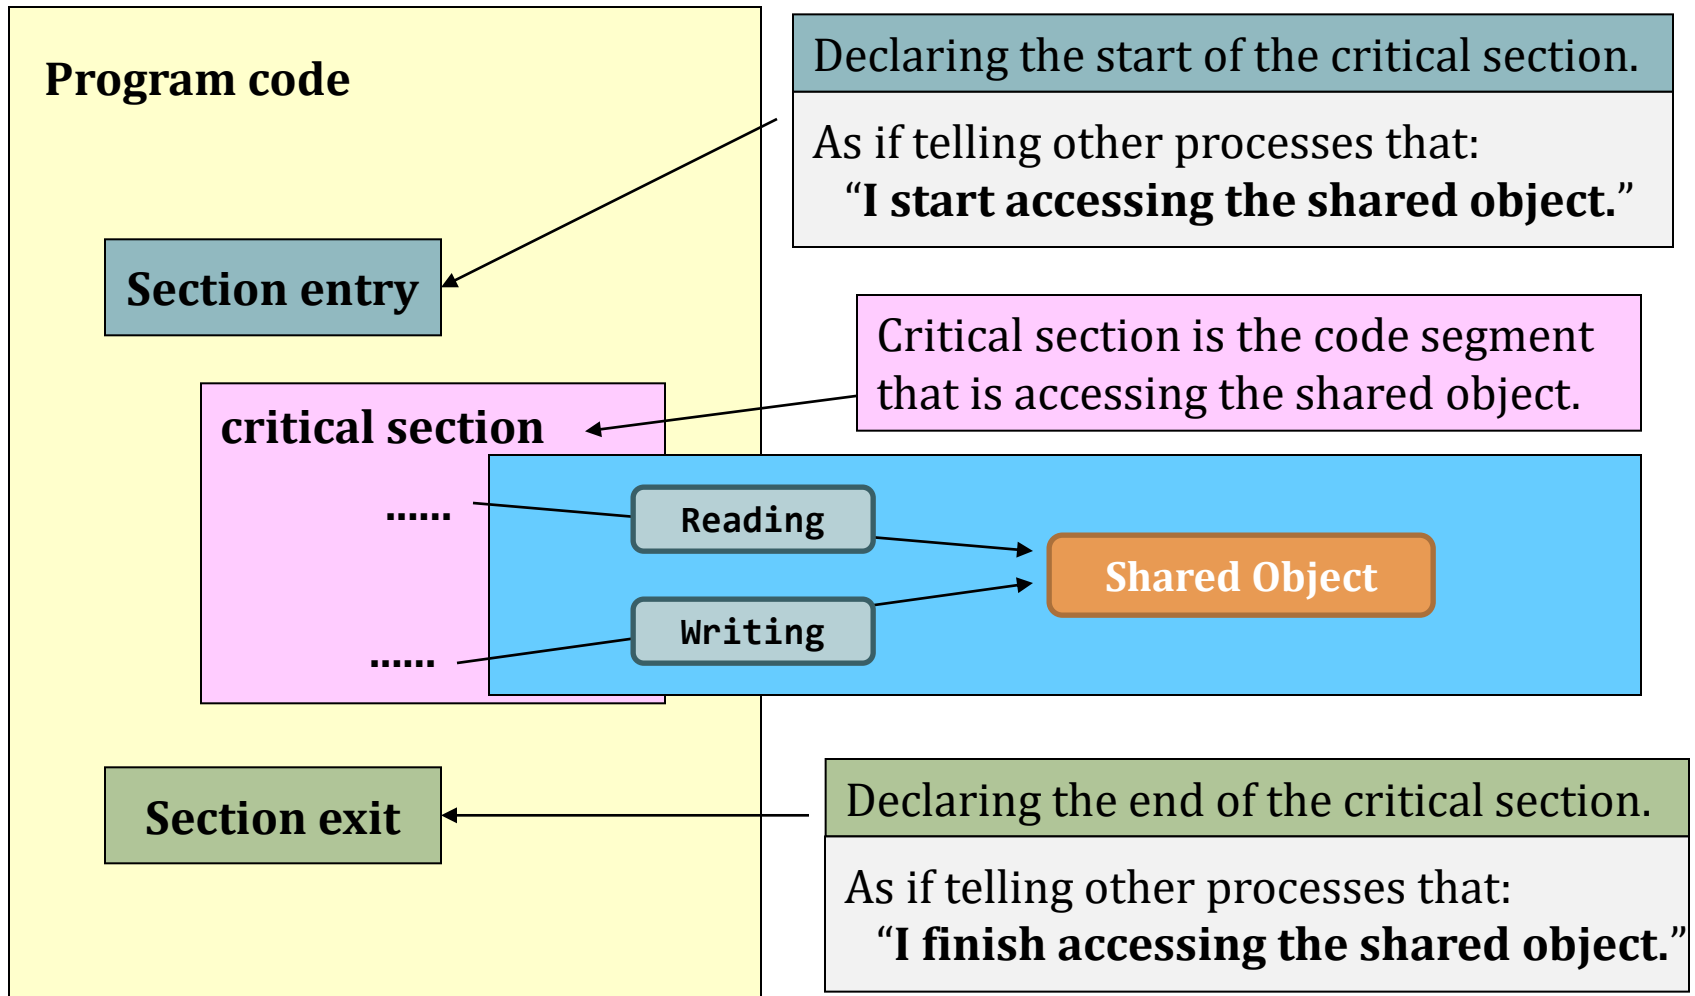 Program code
Declaring the start of the critical section.
As if telling other processes that:
“I start accessing the shared object.”
Section entry
Critical section is the code segment
that is accessing the shared object.
critical section
......
Reading
Shared Object
Writing
......
Section exit
Declaring the end of the critical section.
As if telling other processes that:
“I finish accessing the shared object.”